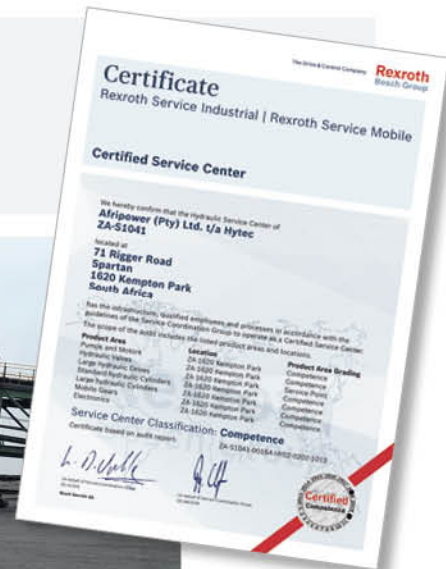 The Drive & Control Company
Rexroth
Bosch Group
Certificate
Rexroth Service Industrial | Rexroth Service Mobile
Certified Service Center
We hereby confirm that the Hydraulic Service Center of
Afripower (Pty) Ltd. t/a Hytec
ZA-S1041
located at
71 Rigger Road
Spartan
1620 Kempton Park
South Africa
has the infrastructure, qualified employees and processes in accordance with the
guidelines of the Service Coordination Group to operate as a Certified Service Center.
The scope of the audit includes the listed product areas and locations.
Product Area Location Product Area Grading
Pumps and Motors ZA-1620 Kempton Park Competence
Hydraulic Valves ZA-1620 Kempton Park Competence
Large Hydraulic Drives ZA-1620 Kempton Park Service Point
Standard Hydraulic Cylinders ZA-1620 Kempton Park Competence
Large hydraulic Cylinders ZA-1620 Kempton Park Competence
Mobile Gears ZA-1620 Kempton Park Competence
Electronics ZA-1620 Kempton Park Competence
Service Center Classification: Competence
Certificate based on audit report:
Certified
Competence